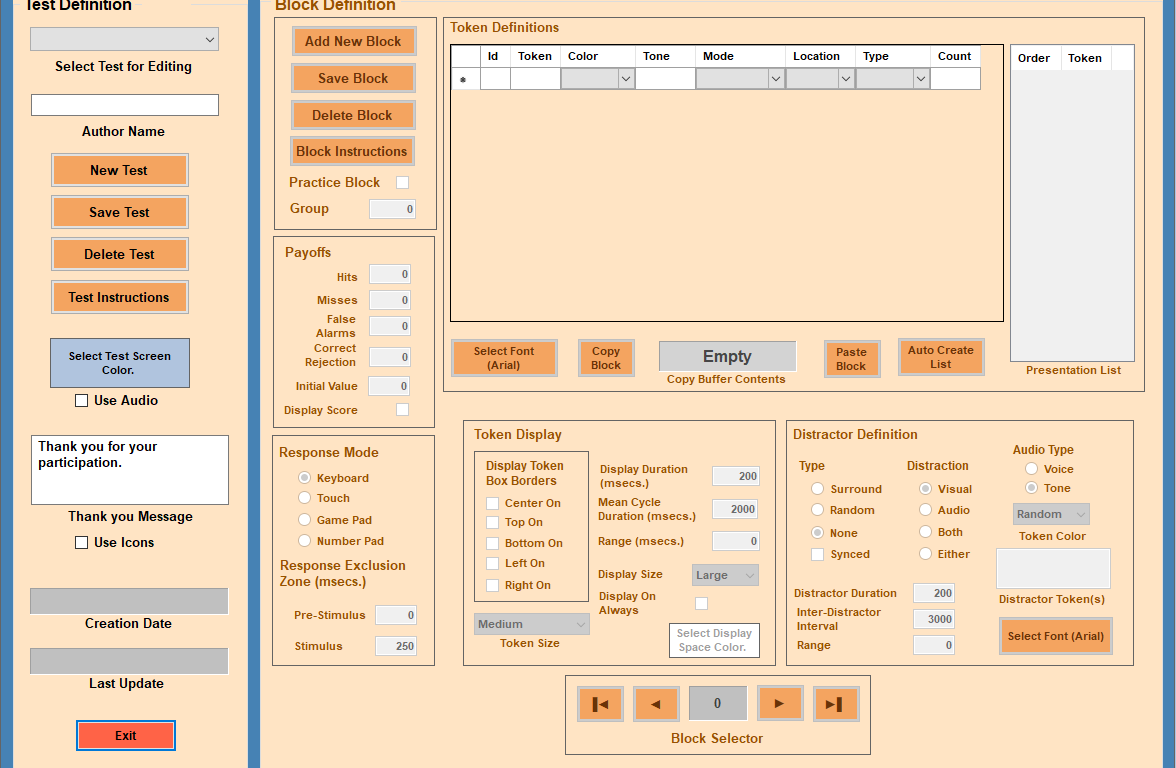 Test Definition
Select Test for Editing
Author Name
New Test
Save Test
Delete Test
Test Instructions
Select Test Screen
Color.
Use Audio
Thank you for your
participation.
Thank you Message
Use Icons
Creation Date
Last Update
Exit
Block Definition
Add New Block
Save Block
Delete Block
Block Instructions
Practice Block
Group 0
Payoffs
Hits 0
Misses 0
False
Alarms 0
Correct
Rejection 0
Initial Value 0
Display Score
Response Mode
Keyboard
Touch
Game Pad
Number Pad
Response Exclusion
Zone (msecs.)
Pre-Stimulus 0
Stimulus 250
Token Definitions
Id Token Color Tone Mode Location Type Count
*
Order Token
Select Font
(Arial)
Copy
Block
Empty
Copy Buffer Contents
Paste
Block
Auto Create
List
Presentation List
Token Display
Display Token
Box Borders
Center On
Top On
Bottom On
Left On
Right On
Medium
Token Size
Display Duration
(msecs.) 200
Mean Cycle
Duration (msecs.) 2000
Range (msecs.) 0
Display Size Large
Display On
Always
Select Display
Space Color.
Distractor Definition
Type
Surround
Random
None
Synced
Distraction
Visual
Audio
Both
Either
Audio Type
Voice
Tone
Random
Token Color
Distractor Token(s)
Distractor Duration 200
Inter-Distractor
Interval 3000
Range 0
Select Font (Arial)
0
Block Selector